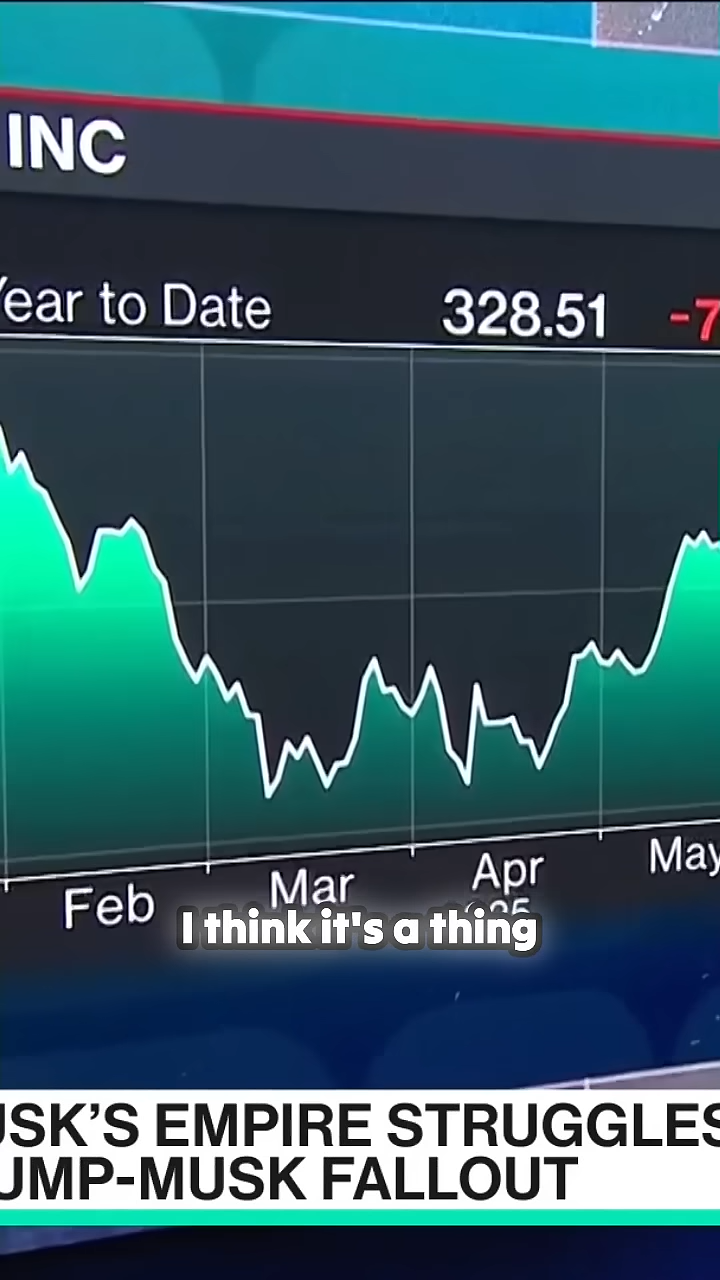 INC
Year to Date 328.51 -7
Feb Mar Apr May
I think it's a thing
USK'S EMPIRE STRUGGLES
UMP-MUSK FALLOUT